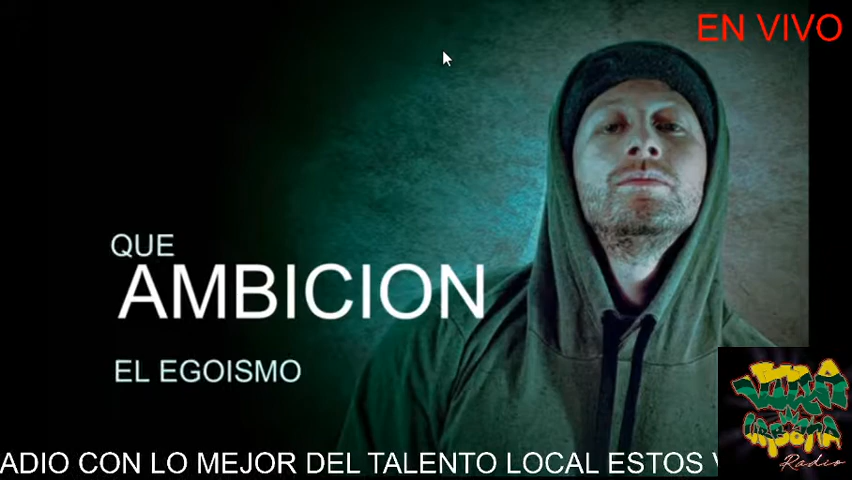 EN VIVO
QUE
AMBICION
EL EGOISMO
ADIO CON LO MEJOR DEL TALENTO LOCAL ESTOS
Radio